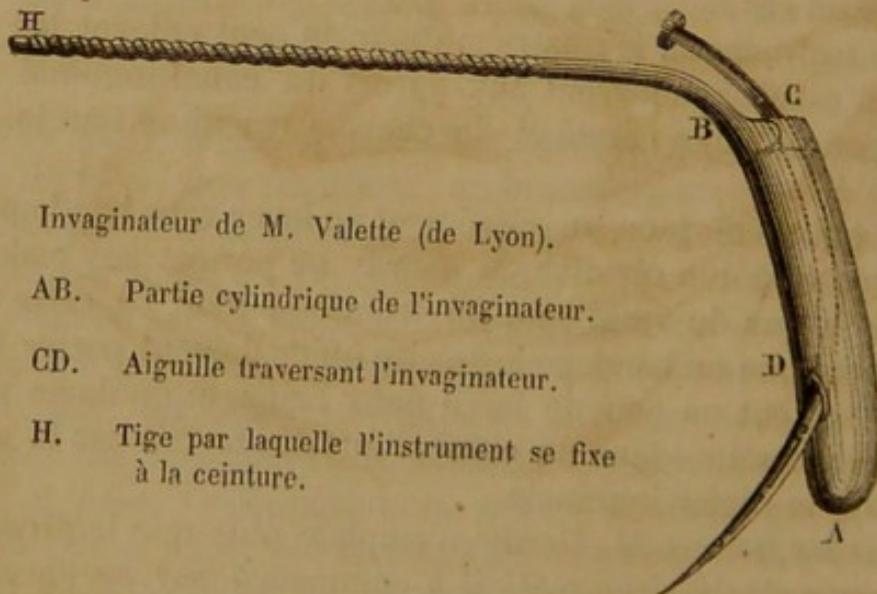 H
C
B
Invaginateur de M. Valette (de Lyon).
AB. Partie cylindrique de l'invaginateur.
CD. Aiguille traversant l'invaginateur.
D
H. Tige par laquelle l'instrument se fixe
à la ceinture.
A